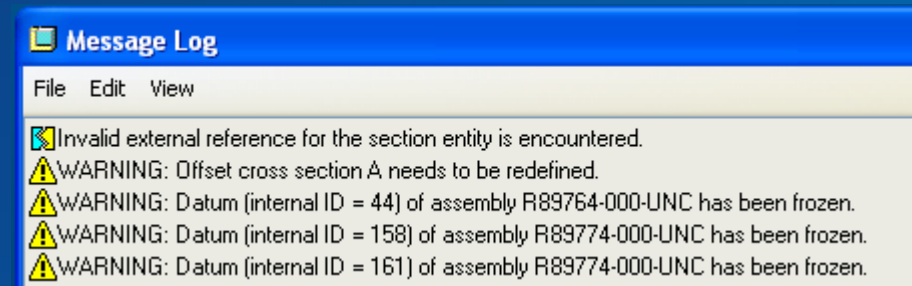 Message Log
File Edit View
Invalid external reference for the section entity is encountered.
WARNING: Offset cross section A needs to be redefined.
WARNING: Datum (internal ID = 44) of assembly R89764-000-UNC has been frozen.
WARNING: Datum (internal ID = 158) of assembly R89774-000-UNC has been frozen.
WARNING: Datum (internal ID = 161) of assembly R89774-000-UNC has been frozen.